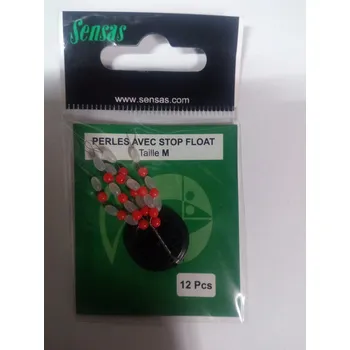 Sensas
www.sensas.com
PERLES AVEC STOP FLOAT
Taille M
12 Pcs